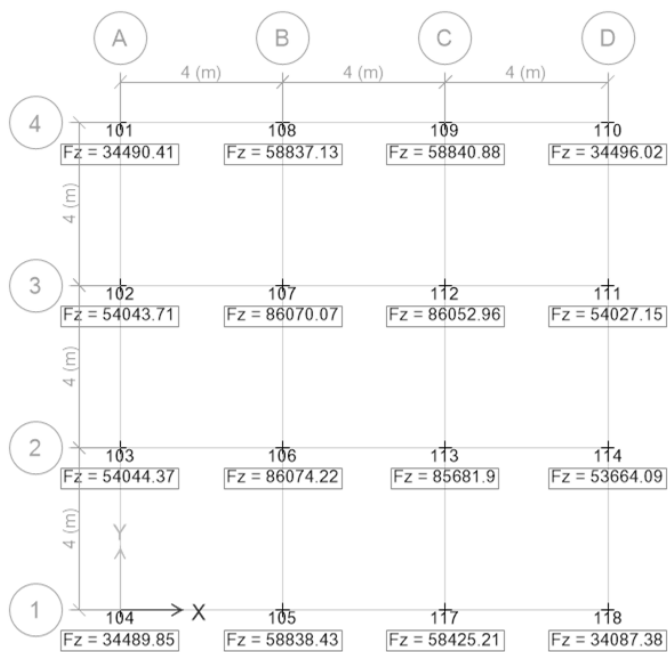 A B C D
4 (m) 4 (m) 4 (m)
4 101 108 109 110
Fz = 34490.41 Fz = 58837.13 Fz = 58840.88 Fz = 34496.02
4 (m)
3 102 107 112 111
Fz = 54043.71 Fz = 86070.07 Fz = 86052.96 Fz = 54027.15
4 (m)
2 103 106 113 114
Fz = 54044.37 Fz = 86074.22 Fz = 85681.9 Fz = 53664.09
4 (m) Y
1 X
104 105 117 118
Fz = 34489.85 Fz = 58838.43 Fz = 58425.21 Fz = 34087.38